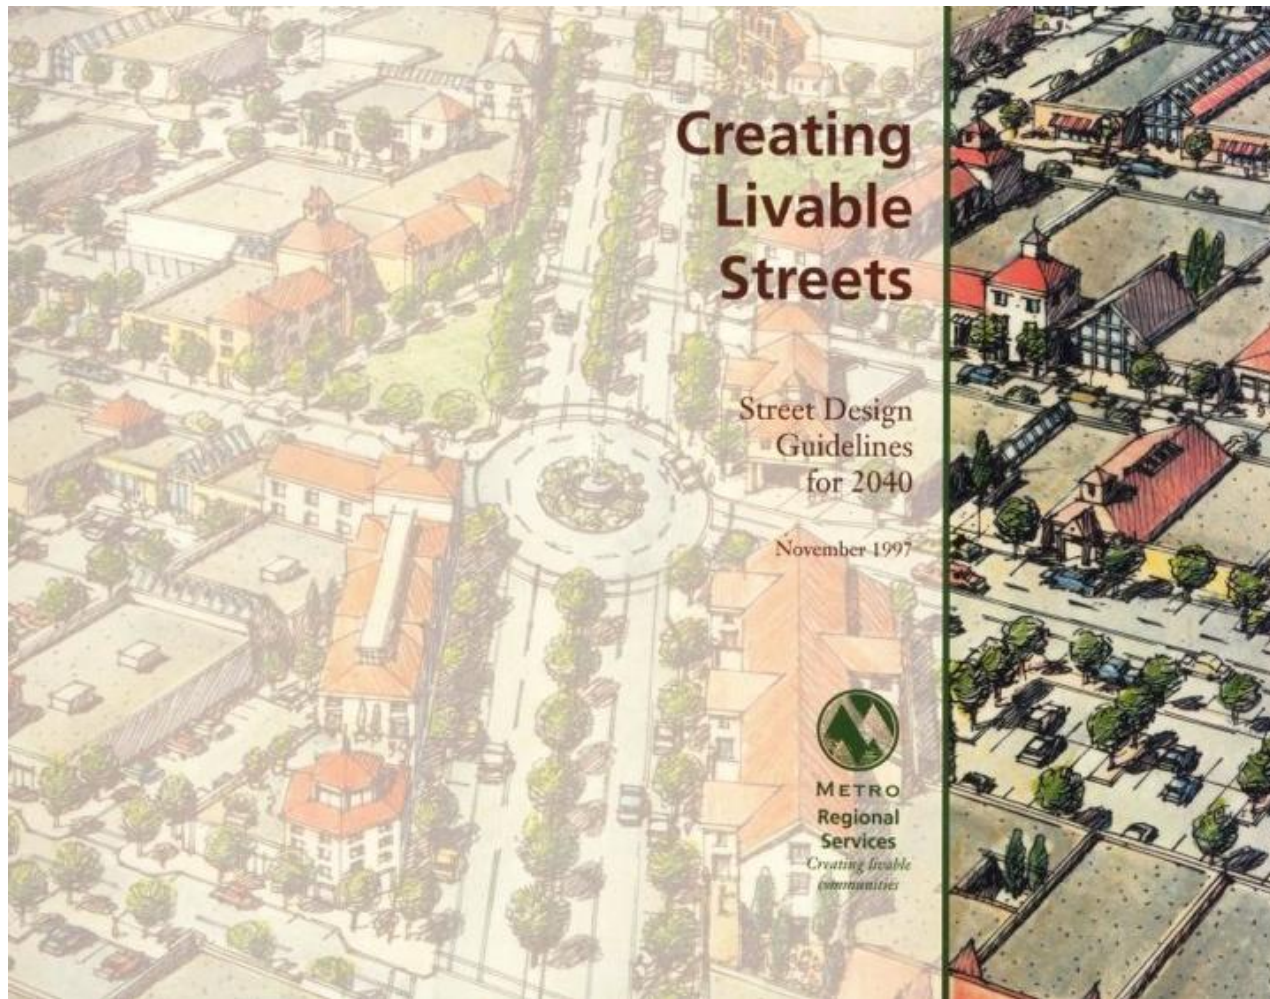 Creating
Livable
Streets
Street Design
Guidelines
for 2040
November 1997
METRO
Regional
Services
Creating livable
communities